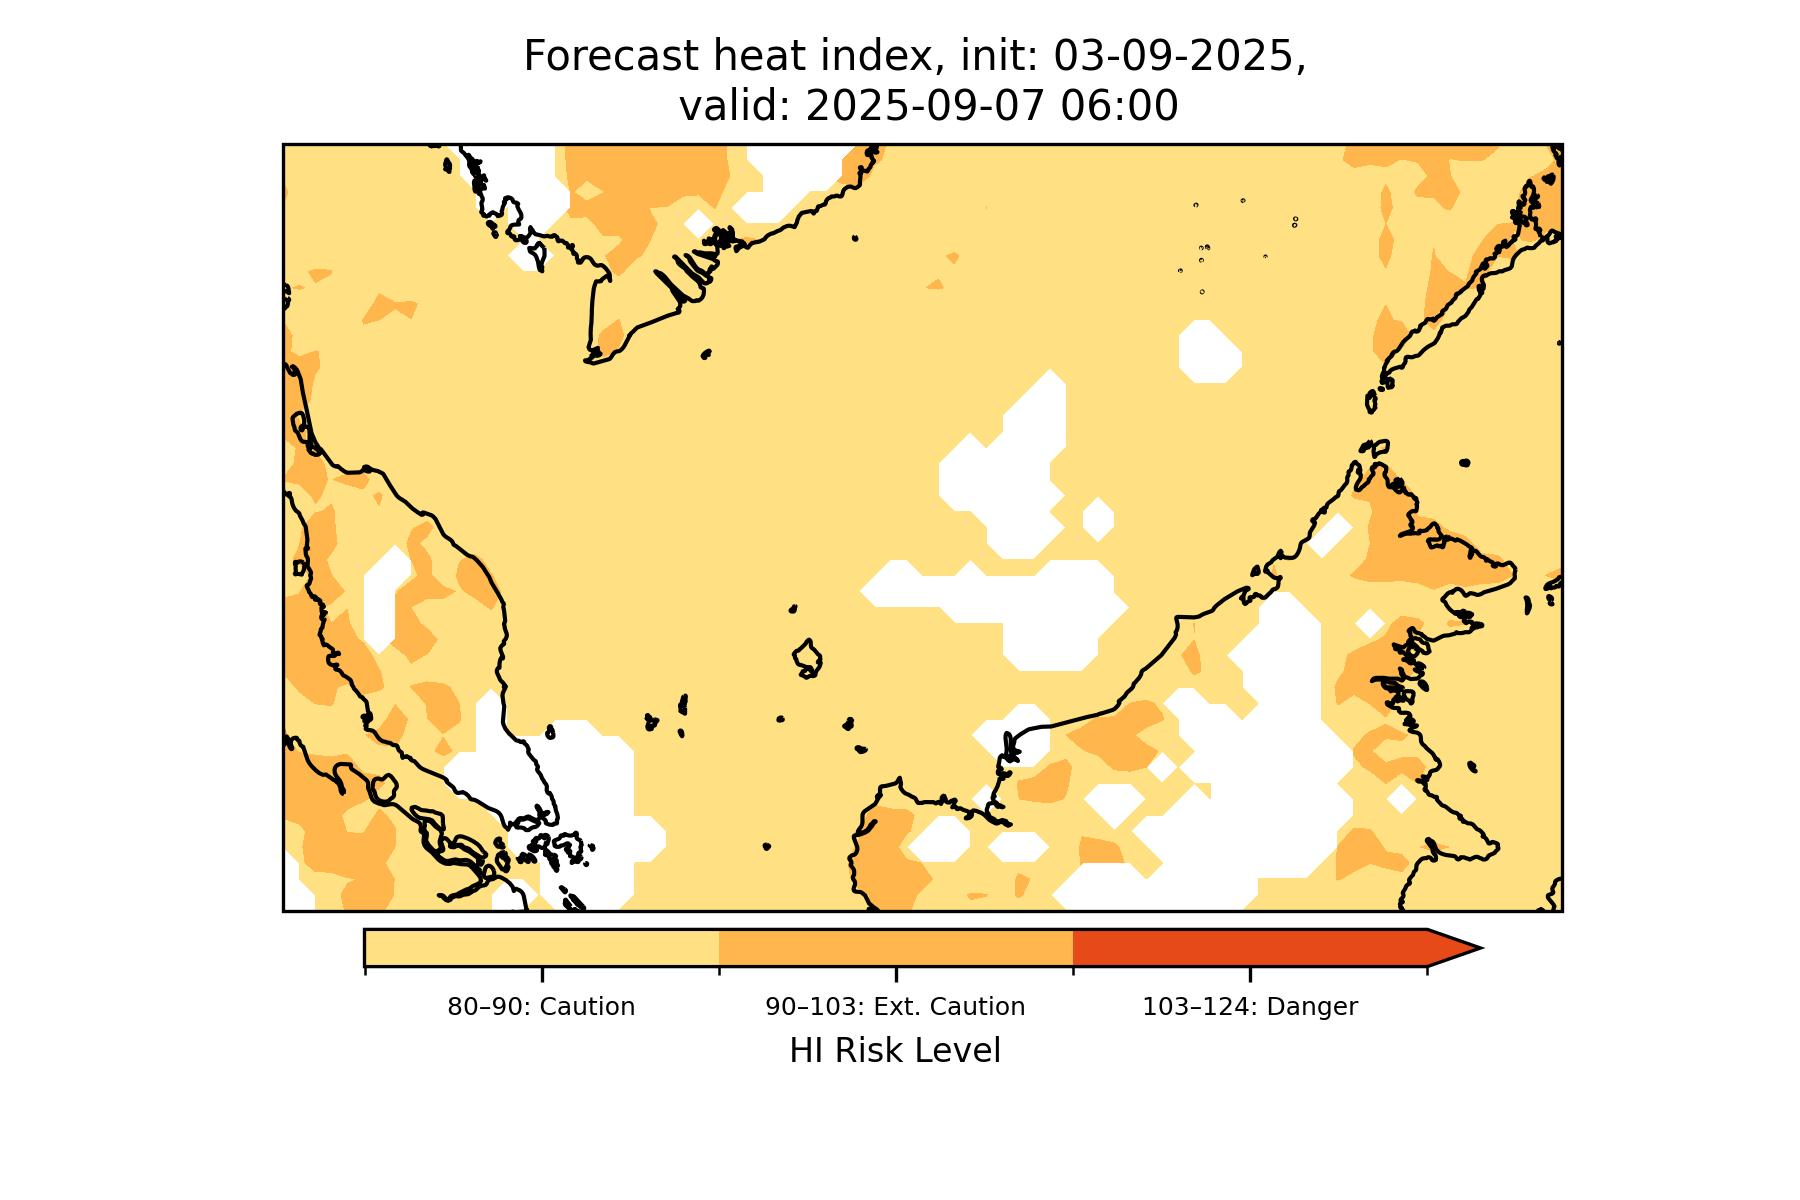 Forecast heat index, init: 03-09-2025,
valid: 2025-09-07 06:00
80–90: Caution
90–103: Ext. Caution
103–124: Danger
HI Risk Level